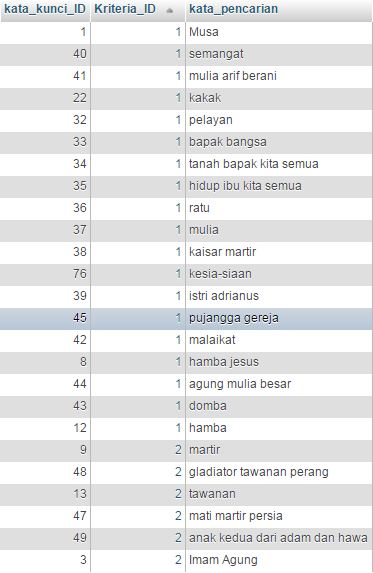 kata_kunci_ID Kriteria_ID kata_pencarian
1 1 Musa
40 1 semangat
41 1 mulia arif berani
22 1 kakak
32 1 pelayan
33 1 bapak bangsa
34 1 tanah bapak kita semua
35 1 hidup ibu kita semua
36 1 ratu
37 1 mulia
38 1 kaisar martir
76 1 kesia-siaan
39 1 istri adrianus
45 1 pujangga gereja
42 1 malaikat
8 1 hamba jesus
44 1 agung mulia besar
43 1 domba
12 1 hamba
9 2 martir
48 2 gladiator tawanan perang
13 2 tawanan
47 2 mati martir persia
49 2 anak kedua dari adam dan hawa
3 2 Imam Agung